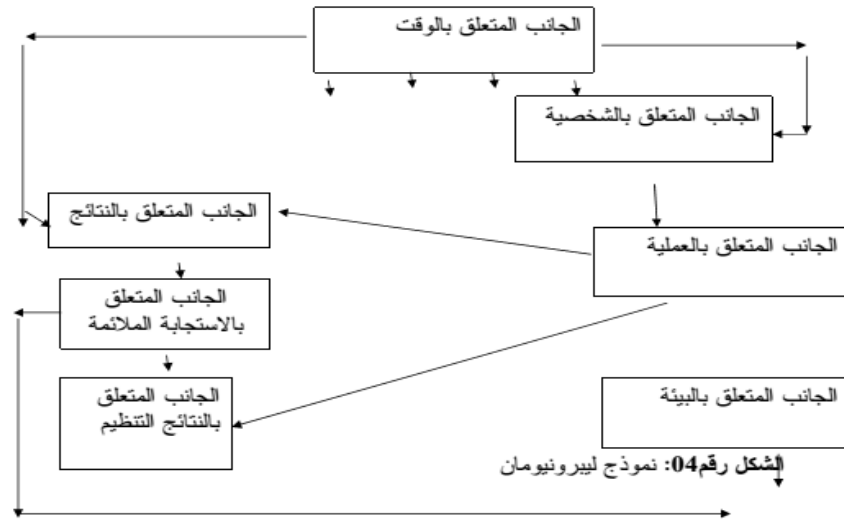 الجانب المتعلق بالوقت
الجانب المتعلق بالشخصية
الجانب المتعلق بالنتائج
الجانب المتعلق بالعملية
الجانب المتعلق
بالاستجابة الملائمة
الجانب المتعلق
بالنتائج التنظيم
الجانب المتعلق بالبيئة
الشكل رقم04: نموذج ليبرونيومان